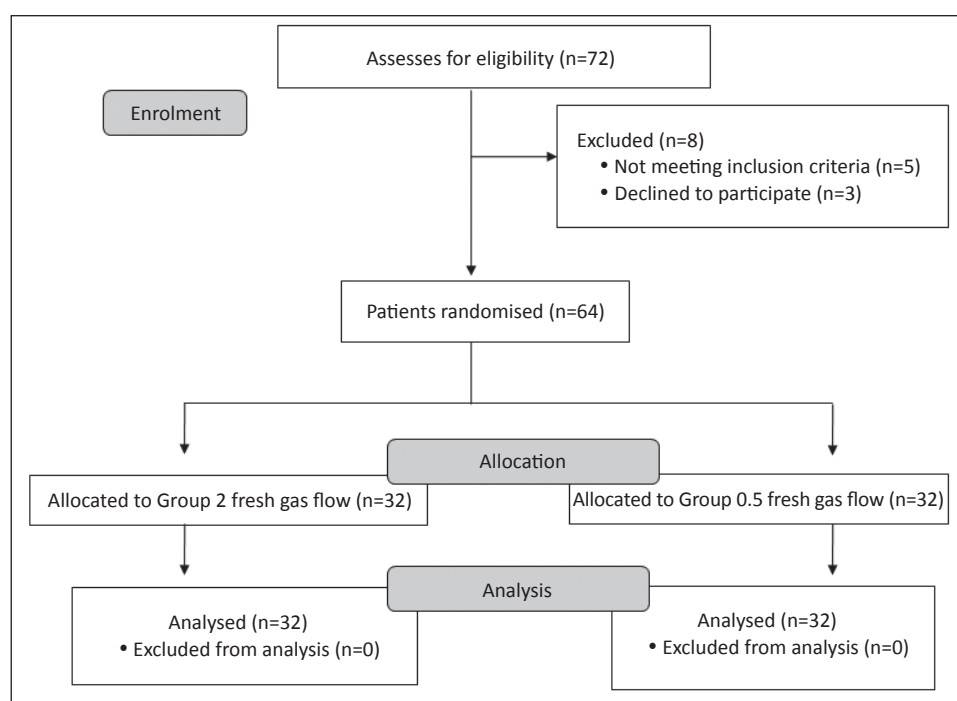 Assesses for eligibility (n=72)
Enrolment
Excluded (n=8)
• Not meeting inclusion criteria (n=5)
• Declined to participate (n=3)
Patients randomised (n=64)
Allocation
Allocated to Group 2 fresh gas flow (n=32)
Allocated to Group 0.5 fresh gas flow (n=32)
Analysis
Analysed (n=32)
• Excluded from analysis (n=0)
Analysed (n=32)
• Excluded from analysis (n=0)